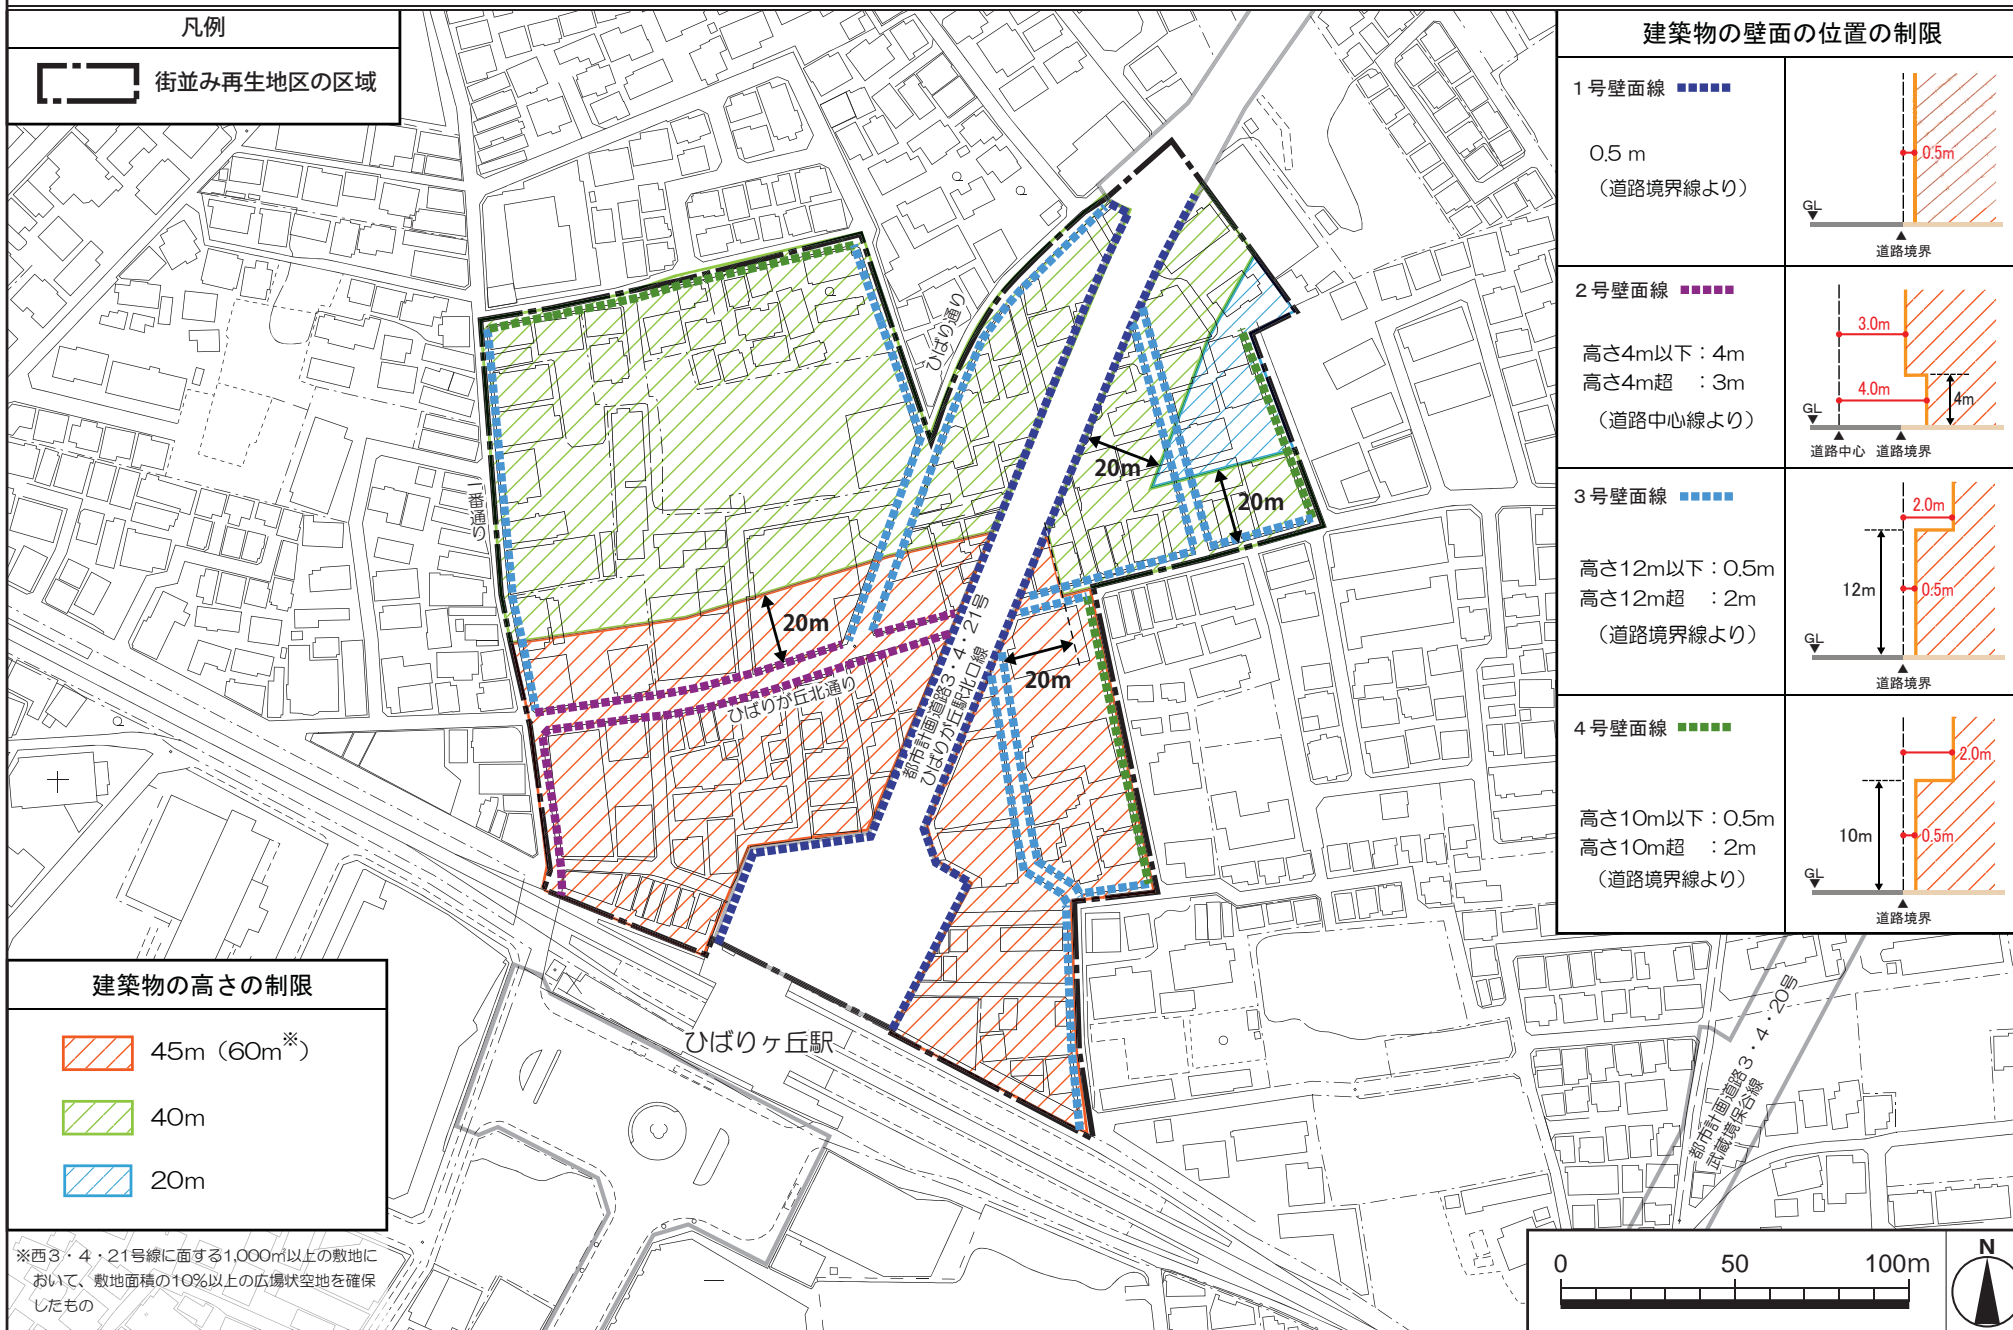 凡例
街並み再生地区の区域
建築物の壁面の位置の制限
1号壁面線
0.5 m
（道路境界線より）
0.5m
GL
道路境界
2号壁面線
高さ4m以下：4m
高さ4m超　：3m
（道路中心線より）
3.0m
4.0m
4m
GL
道路中心　道路境界
3号壁面線
高さ12m以下：0.5m
高さ12m超　：2m
（道路境界線より）
2.0m
12m
0.5m
GL
道路境界
4号壁面線
高さ10m以下：0.5m
高さ10m超　：2m
（道路境界線より）
2.0m
10m
0.5m
GL
道路境界
ひばり通り
一番通り
20m
20m
20m
20m
ひばりが丘北通り
都市計画道路3・4・21号
ひばりが丘駅北口線
ひばりヶ丘駅
都市計画道路3・4・20号
武蔵境保谷線
建築物の高さの制限
45m（60m※）
40m
20m
※西3・4・21号線に面する1,000㎡以上の敷地に
おいて、敷地面積の10%以上の広場状空地を確保
したもの
0　50　100m
N